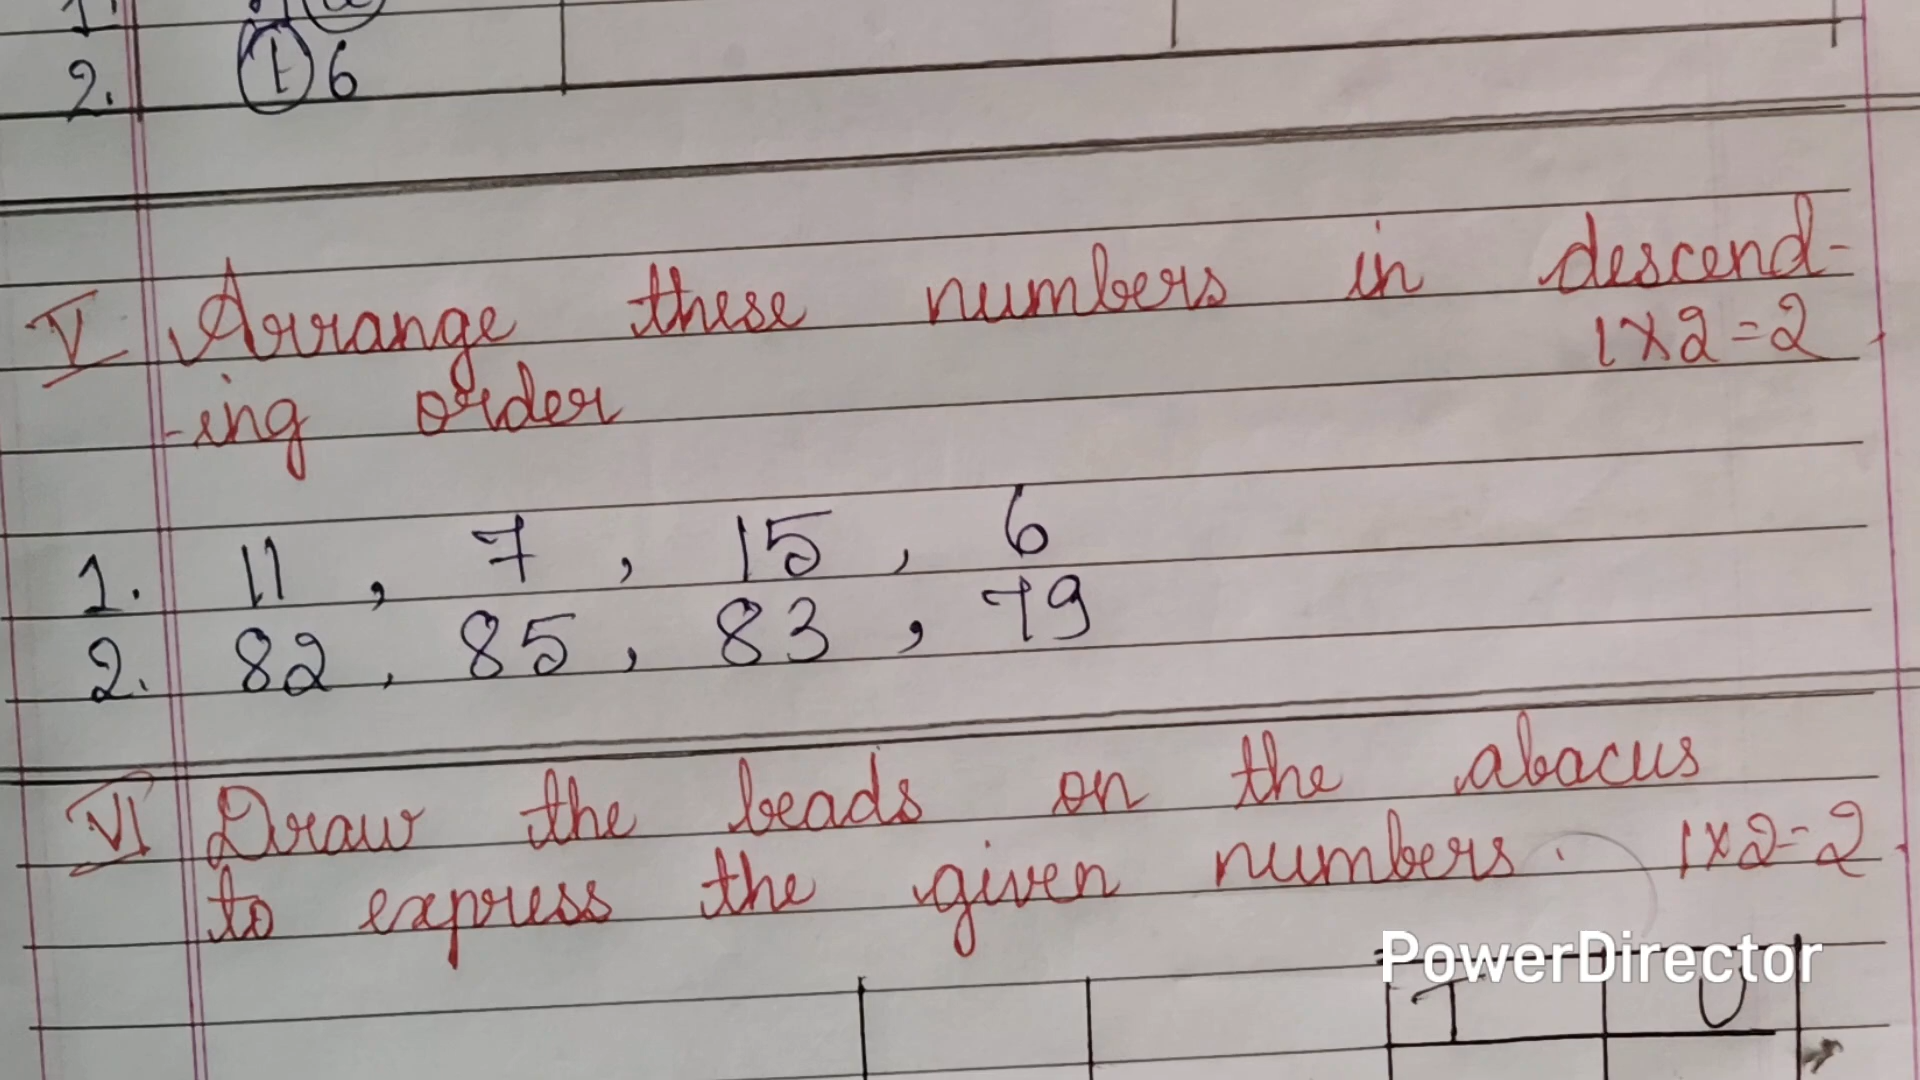 2. 16
V Arrange these numbers in descend-
1×2=2
-ing order
1. 11 , 7 , 15 , 6
2. 82 , 85 , 83 , 79
VI Draw the beads on the abacus
to express the given numbers. 1×2=2
PowerDirector
T U